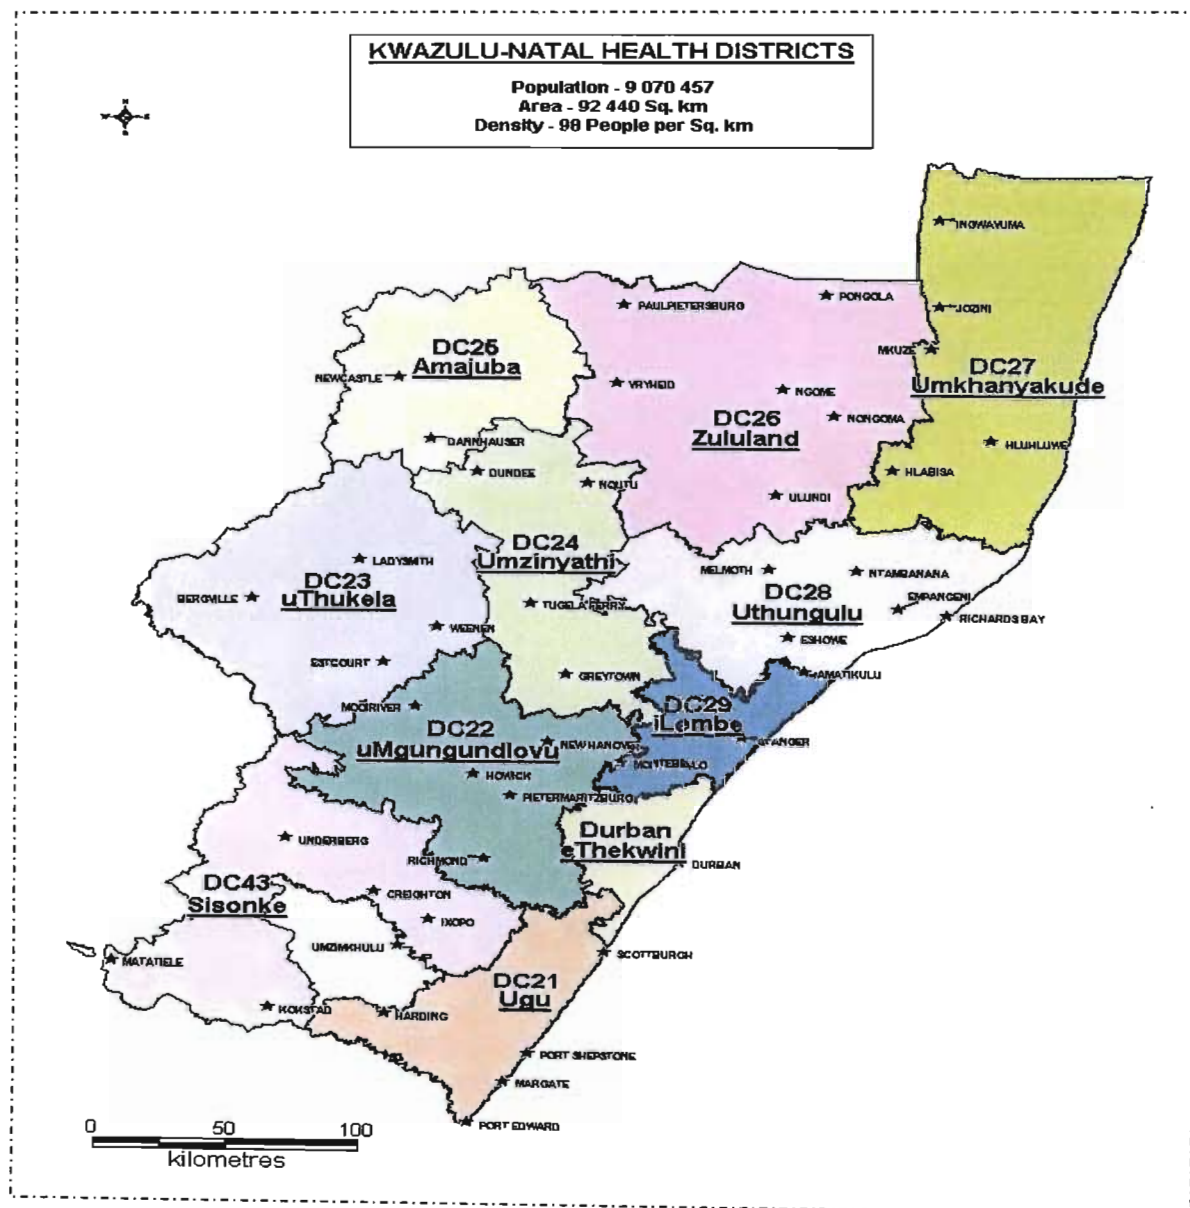 KWAZULU-NATAL HEALTH DISTRICTS
Population - 9 070 457
Area - 92 440 Sq. km
Density - 98 People per Sq. km
N
W E
S
INGWAVUMA
PONGOLA
PAULPIETERSBURG
JOZINI
MKUZE
DC25
Amajuba
DC27
Umkhanyakude
NEWCASTLE
VRYHEID
NGOME
NONGOMA
DC26
Zululand
DANNHAUSER
HLUHLUWE
DUNDEE
HLABISA
NQUTU
ULUNDI
DC24
Umzinyathi
LADYSMITH
MELMOTH
NTAMBANANA
DC23
uThukela
DC28
Uthungulu
BERGVILLE
TUGELA FERRY
EMPANGENI
RICHARDS BAY
WEENEN
ESHOWE
ESTCOURT
GREYTOWN
AMATIKULU
MOOIRIVER
DC29
iLembe
DC22
uMgungundlovu
NEW HANOVER
STANGER
MONTEBELLO
HOWICK
PIETERMARITZBURG
Durban
eThekwini
UNDERBERG
RICHMOND
DURBAN
DC43
Sisonke
CREIGHTON
IXOPO
UMZIMKHULU
SCOTTBURGH
MATATIELE
DC21
Ugu
KOKSTAD
HARDING
PORT SHEPSTONE
MARGATE
PORT EDWARD
0 50 100
kilometres